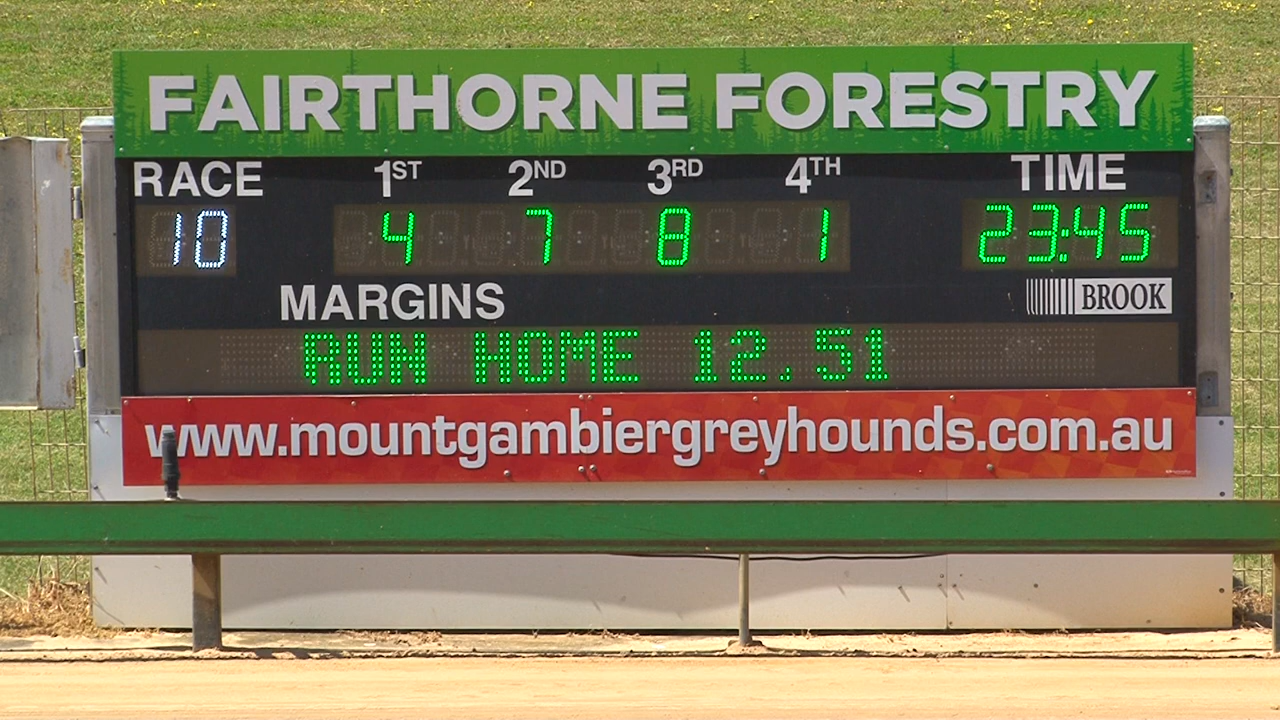 FAIRTHORNE FORESTRY
RACE 1ST 2ND 3RD 4TH TIME
10 4 7 8 1 23:45
MARGINS BROOK
RUN HOME 12.51
www.mountgambiergreyhounds.com.au